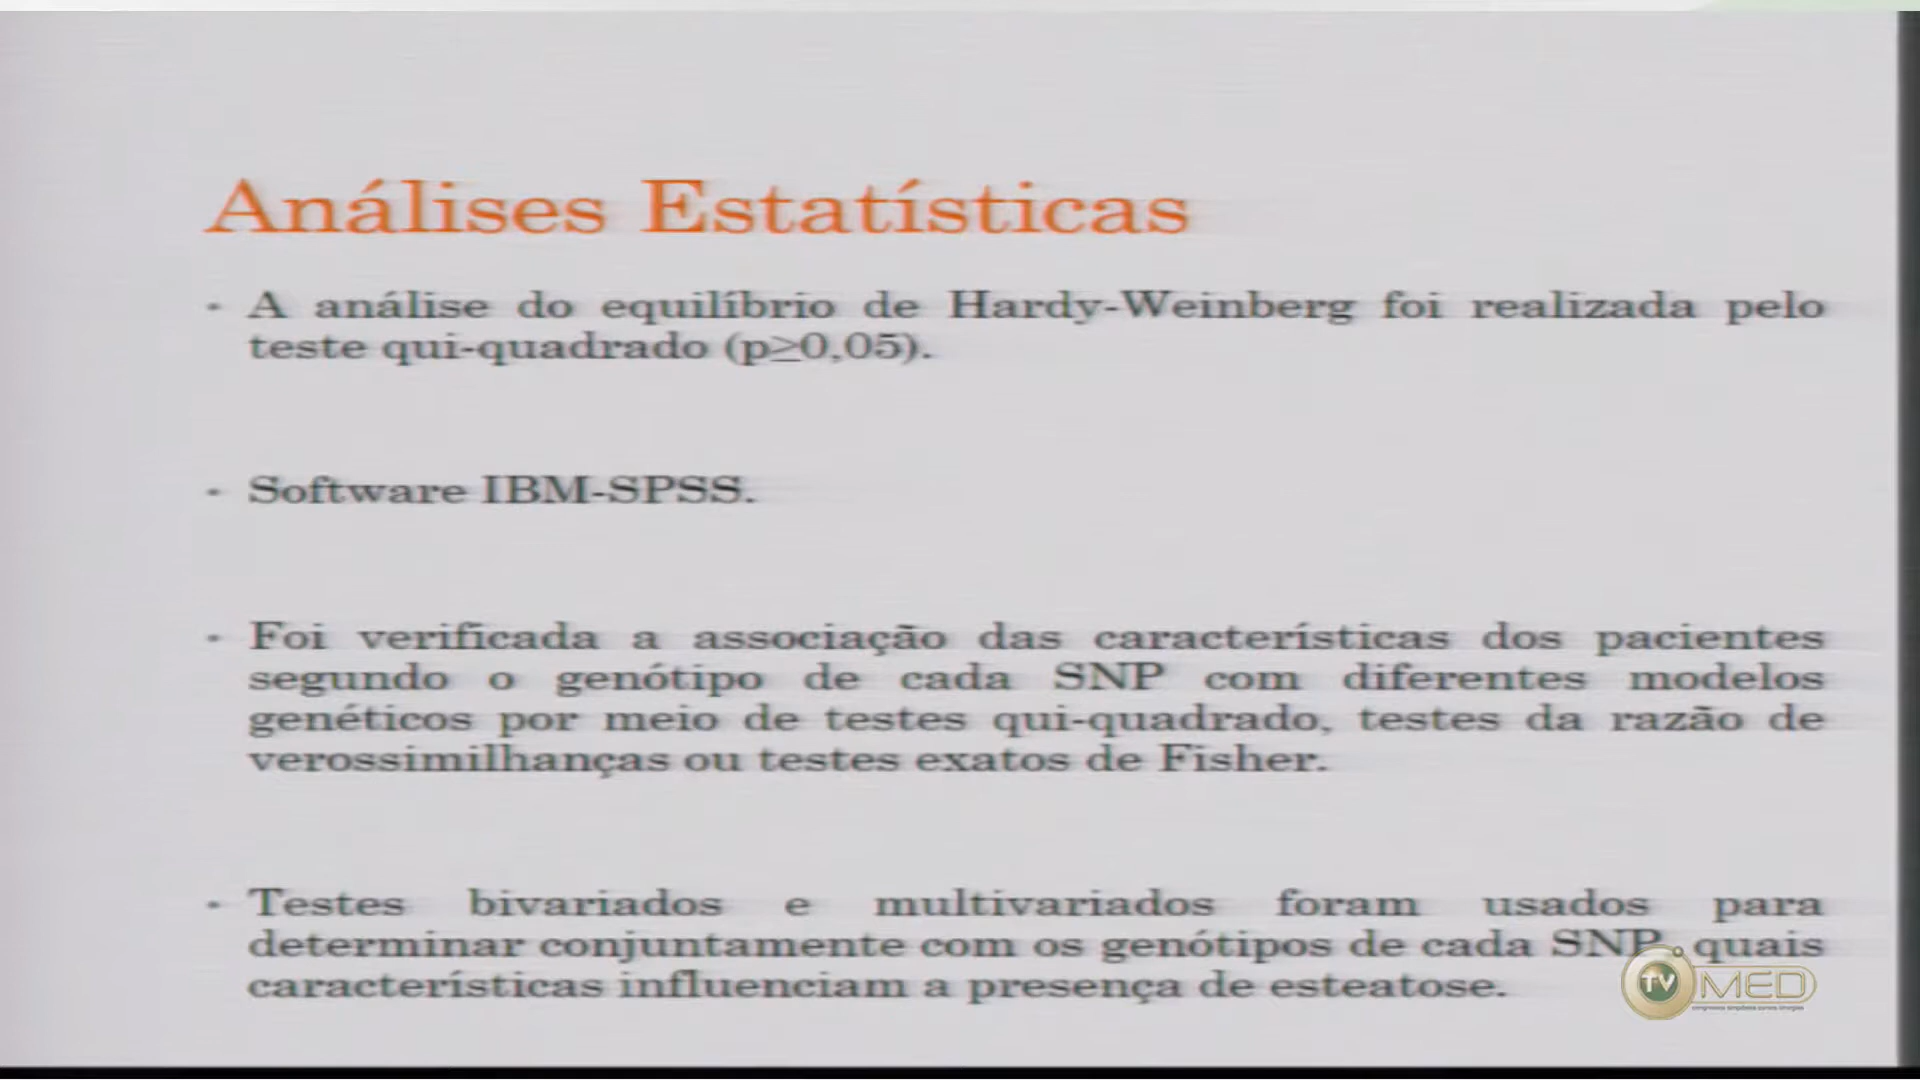 Análises Estatísticas
• A análise do equilíbrio de Hardy-Weinberg foi realizada pelo
teste qui-quadrado (p≥0,05).
• Software IBM-SPSS.
• Foi verificada a associação das características dos pacientes
segundo o genótipo de cada SNP com diferentes modelos
genéticos por meio de testes qui-quadrado, testes da razão de
verossimilhanças ou testes exatos de Fisher.
• Testes bivariados e multivariados foram usados para
determinar conjuntamente com os genótipos de cada SNP quais
características influenciam a presença de esteatose.
TV MED